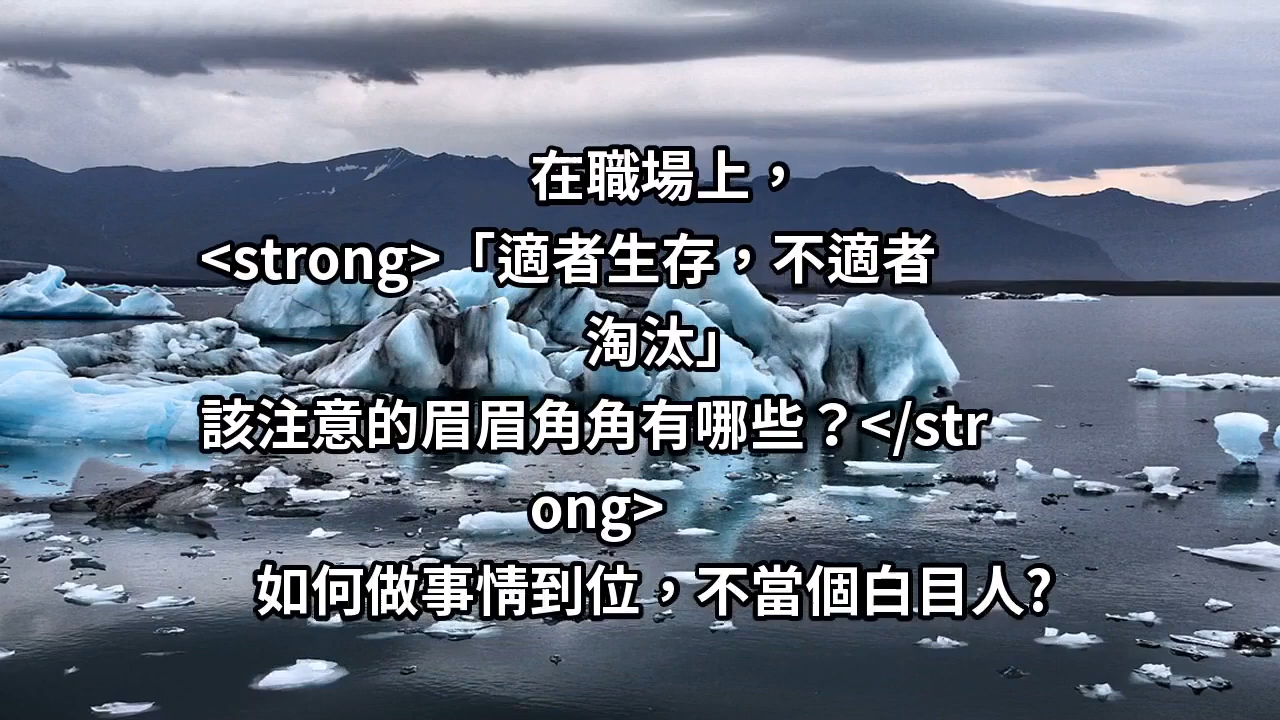 在職場上，
<strong>「適者生存，不適者
淘汰」
該注意的眉眉角角有哪些？</str
ong>
如何做事情到位，不當個白目人?